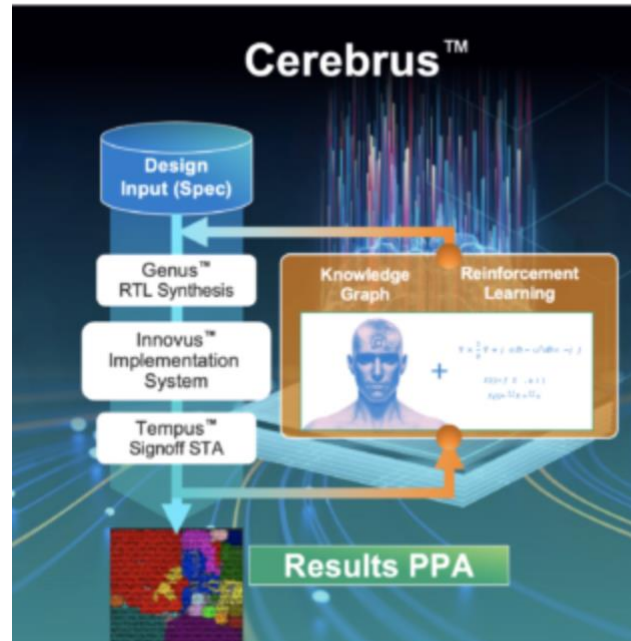 Cerebrus™
Design
Input (Spec)
Genus™
RTL Synthesis
Knowledge
Graph
Reinforcement
Learning
Innovus™
Implementation
System
+
Tempus™
Signoff STA
Results PPA